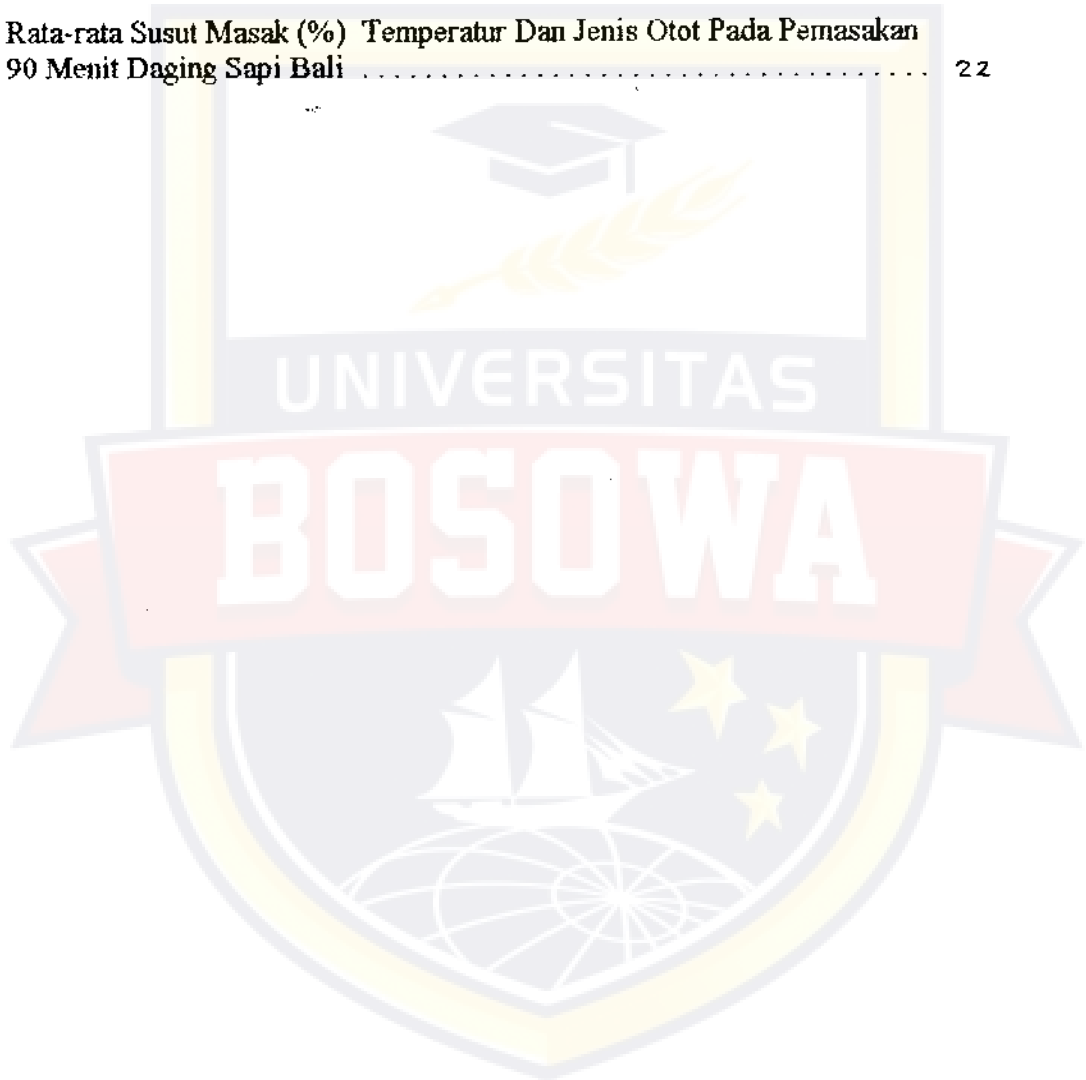 Rata-rata Susut Masak (%) Temperatur Dan Jenis Otot Pada Pemasakan
90 Menit Daging Sapi Bali . . . . . . . . . . . . . . . . . . . . . . . . . . . . . . . . . . . . 22
UNIVERSITAS
BOSOWA